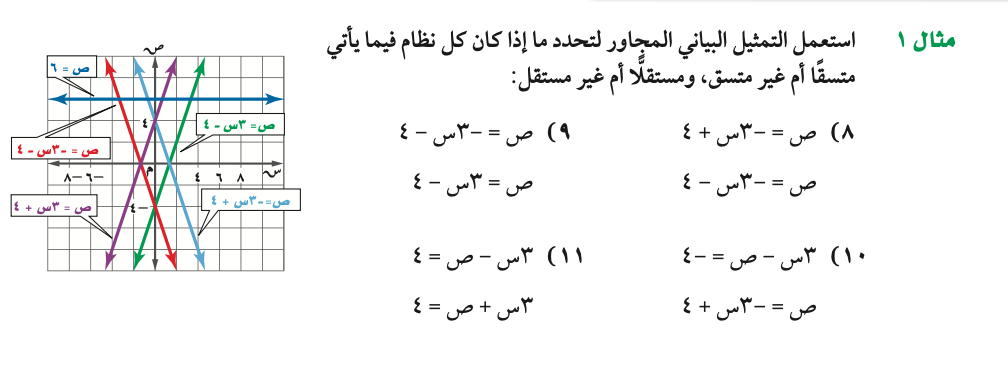 مثال ١
استعمل التمثيل البياني المجاور لتحدد ما إذا كان كل نظام فيما يأتي
متسقًا أم غير متسق، ومستقلًّا أم غير مستقل:
٨) ص = −٣س + ٤
ص = −٣س − ٤
٩) ص = −٣س − ٤
ص = ٣س − ٤
١٠) ٣س − ص = −٤
ص = −٣س + ٤
١١) ٣س − ص = ٤
٣س + ص = ٤
ص
ص = ٦
٤
ص = ٣س - ٤
ص = -٣س - ٤
س
م
−٨ −٦ ٤ ٦ ٨
ص = ٣س + ٤
−٤
ص = -٣س + ٤